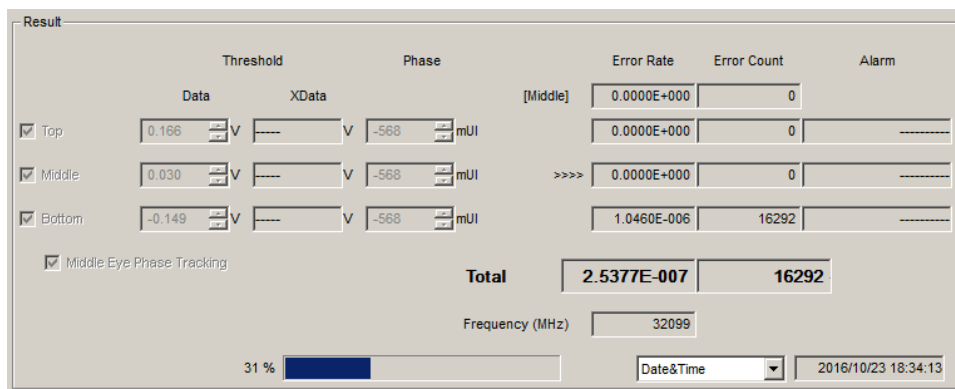 Result
Threshold Phase Error Rate Error Count Alarm
Data XData [Middle] 0.0000E+000 0
Top 0.166 V ----- V -568 mUI 0.0000E+000 0 ----------
Middle 0.030 V ----- V -568 mUI >>>> 0.0000E+000 0 ----------
Bottom -0.149 V ----- V -568 mUI 1.0460E-006 16292 ----------
Middle Eye Phase Tracking
Total 2.5377E-007 16292
Frequency (MHz) 32099
31 % Date&Time 2016/10/23 18:34:13